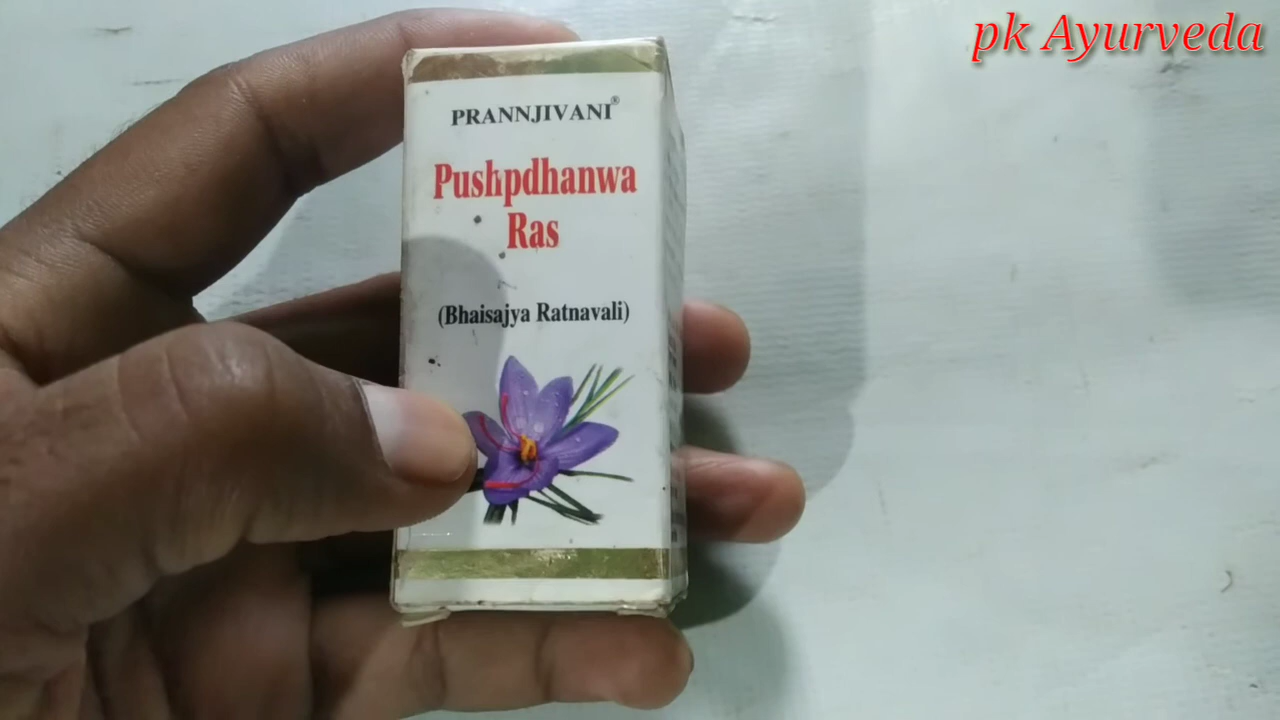 pk Ayurveda
PRANNJIVANI®
Pushpdhanwa
Ras
(Bhaisajya Ratnavali)